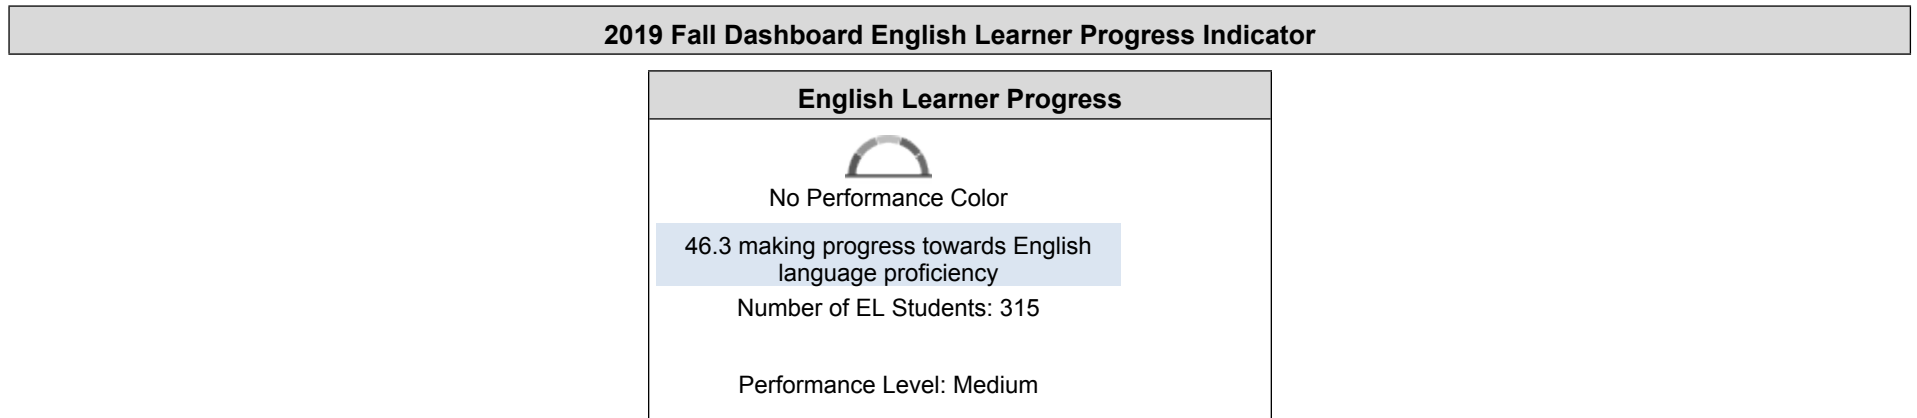 2019 Fall Dashboard English Learner Progress Indicator
English Learner Progress
No Performance Color
46.3 making progress towards English
language proficiency
Number of EL Students: 315
Performance Level: Medium